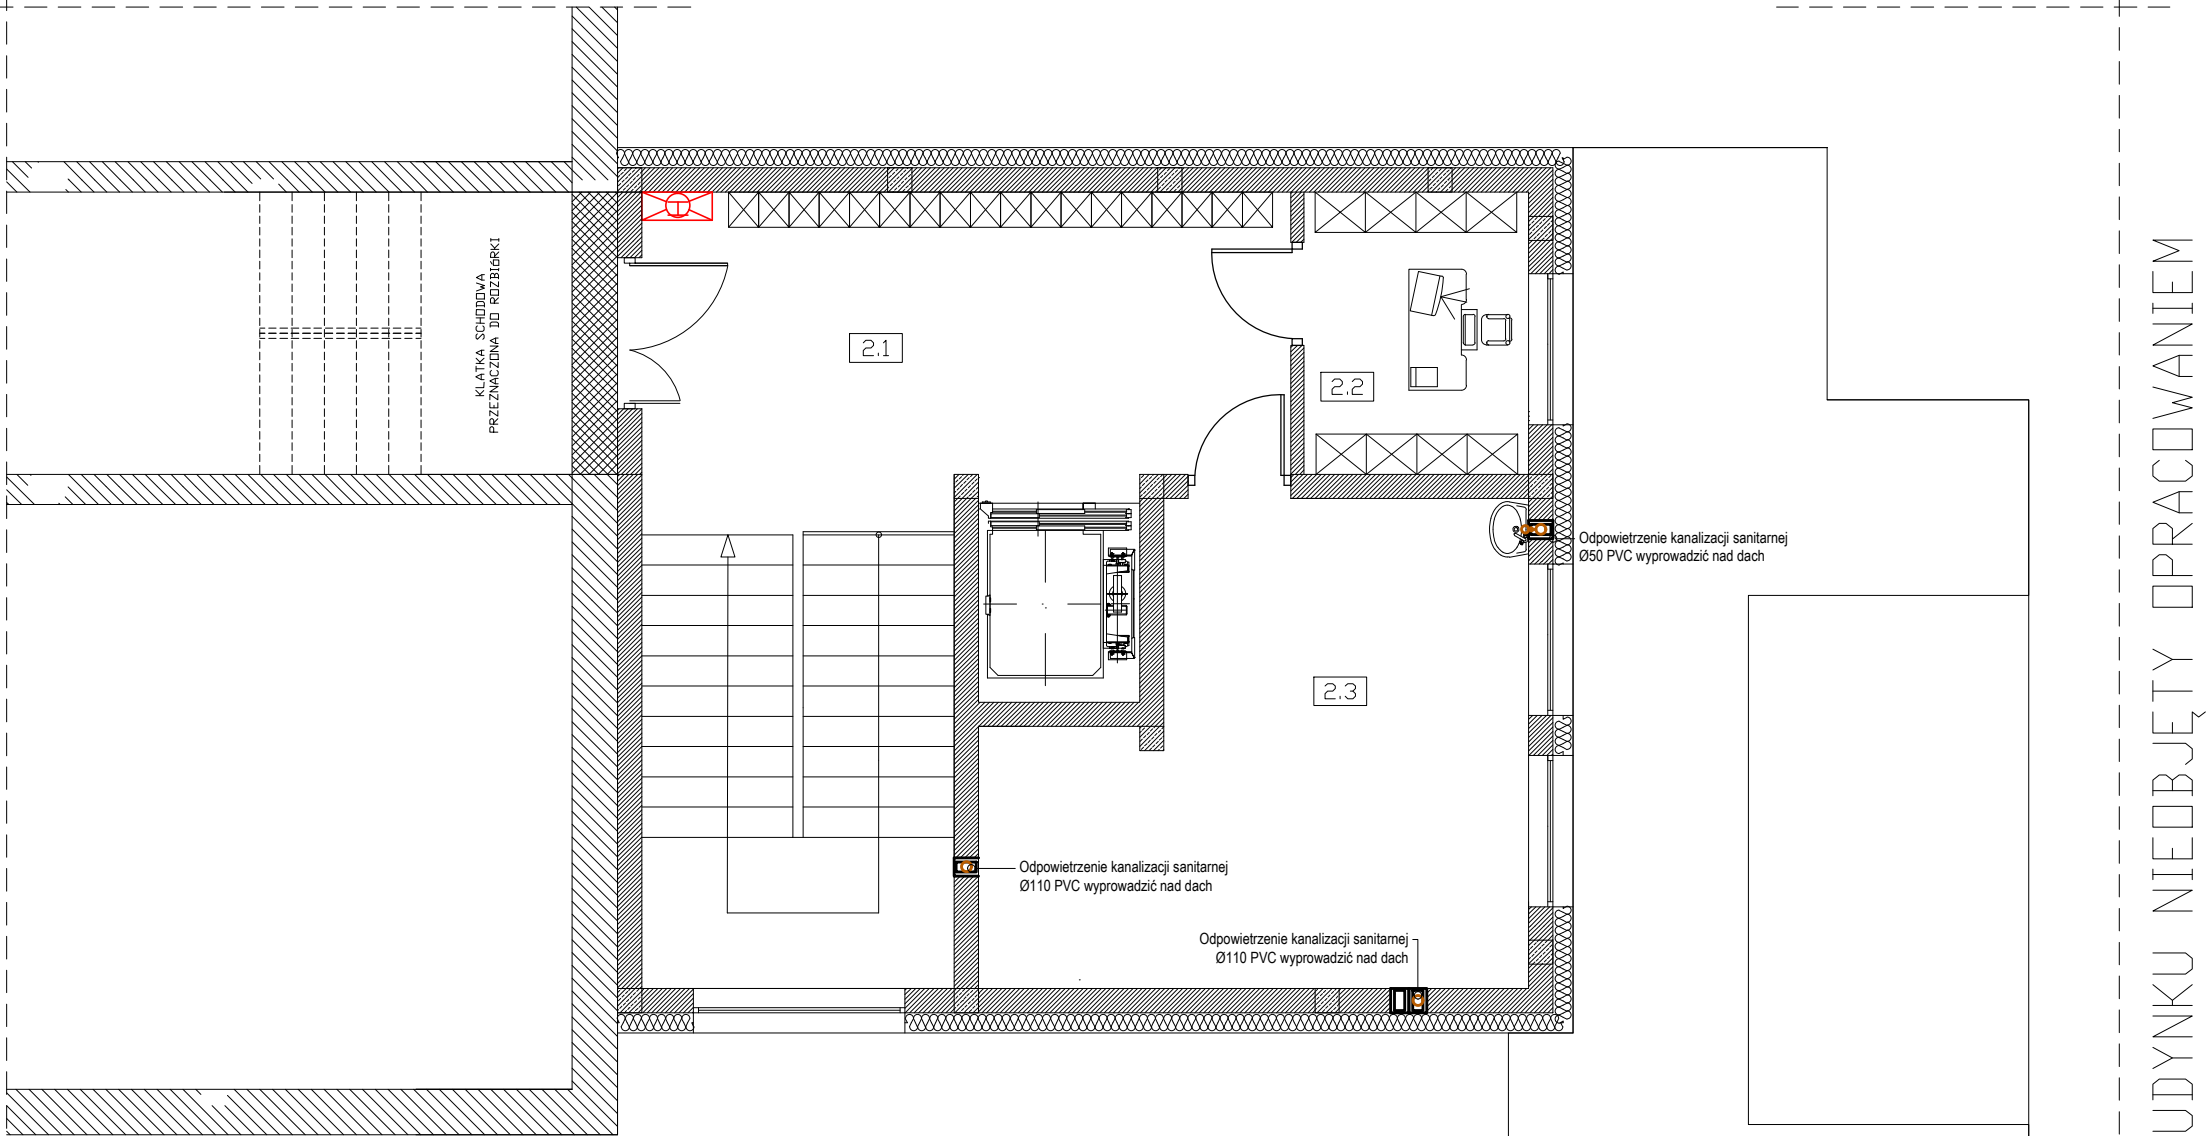 KLATKA SCHODOWA
PRZEZNACZONA DO ROZBIÓRKI
2.1
2.2
Odpowietrzenie kanalizacji sanitarnej
Ø50 PVC wyprowadzić nad dach
2.3
Odpowietrzenie kanalizacji sanitarnej
Ø110 PVC wyprowadzić nad dach
Odpowietrzenie kanalizacji sanitarnej
Ø110 PVC wyprowadzić nad dach
UDYNKU NIEOBJĘTY OPRACOWANIEM